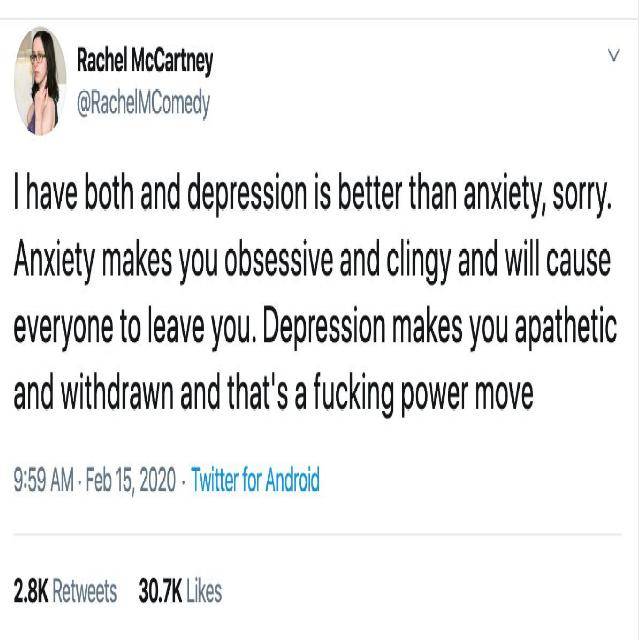 Rachel McCartney
@RachelMComedy
I have both and depression is better than anxiety, sorry.
Anxiety makes you obsessive and clingy and will cause
everyone to leave you. Depression makes you apathetic
and withdrawn and that's a fucking power move
9:59 AM · Feb 15, 2020 · Twitter for Android
2.8K Retweets 30.7K Likes